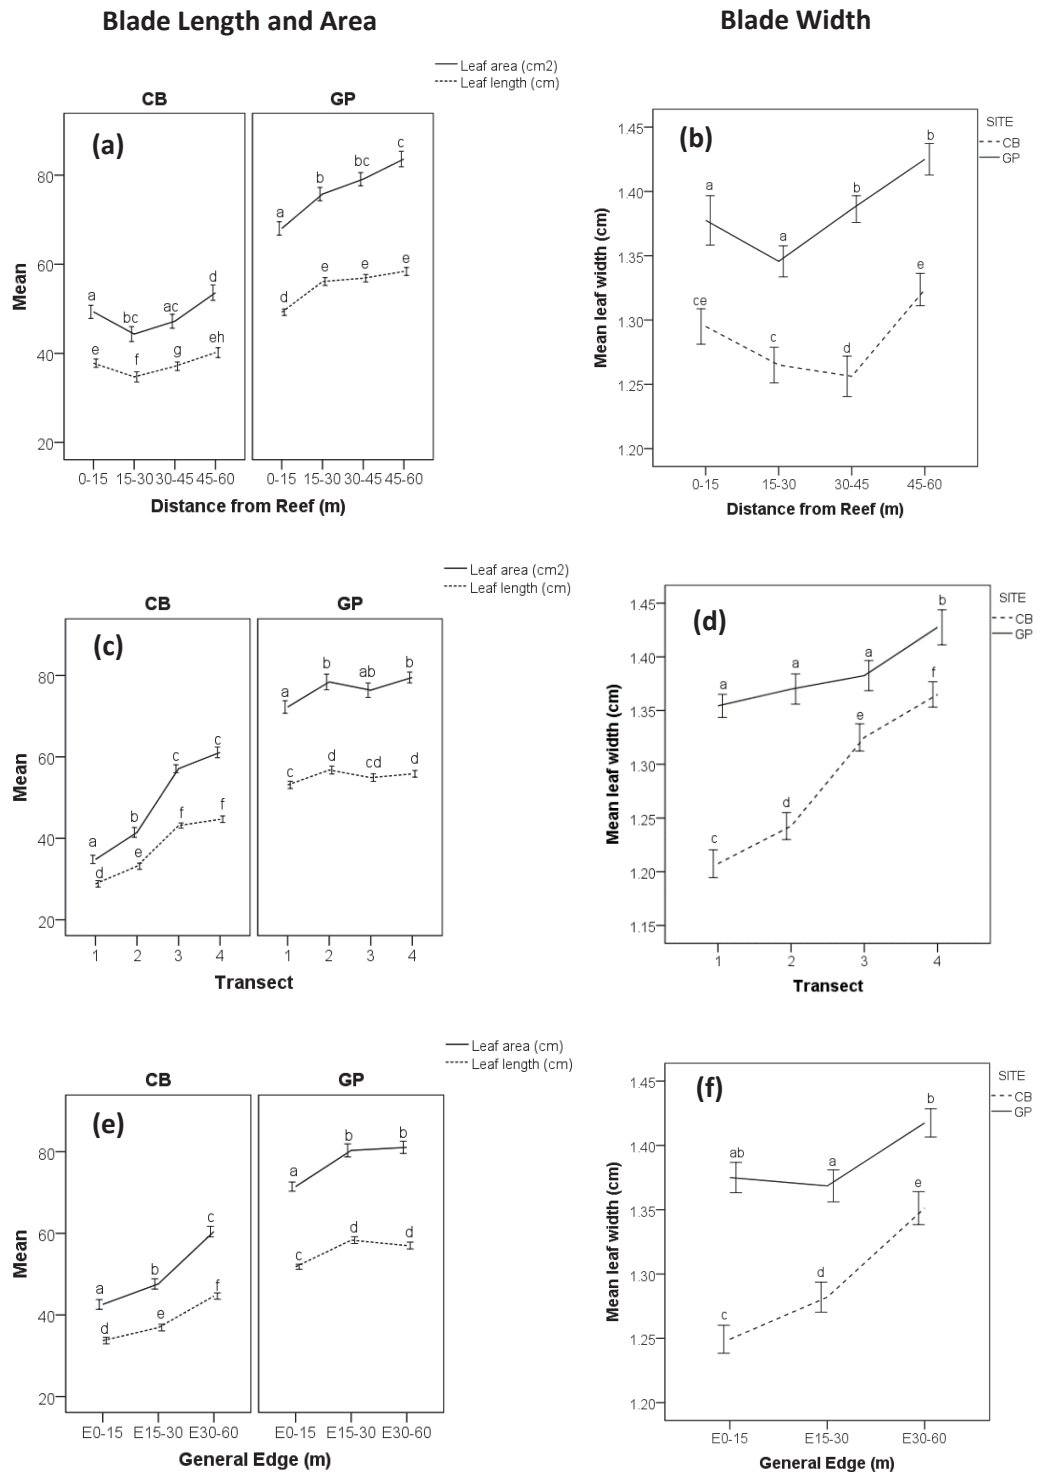 Blade Length and Area
Blade Width
Leaf area (cm2)
Leaf length (cm)
CB
GP
(a)
80
60
40
20
Mean
a
bc
ac
d
e
f
g
eh
a
b
bc
c
d
e
e
e
0-15
15-30
30-45
45-60
0-15
15-30
30-45
45-60
Distance from Reef (m)
(b)
SITE
CB
GP
1.45
1.40
1.35
1.30
1.25
1.20
Mean leaf width (cm)
a
a
b
b
ce
c
d
e
0-15
15-30
30-45
45-60
Distance from Reef (m)
Leaf area (cm2)
Leaf length (cm)
CB
GP
(c)
80
60
40
20
Mean
a
b
c
c
d
e
f
f
a
b
ab
b
c
d
cd
d
1
2
3
4
1
2
3
4
Transect
(d)
SITE
CB
GP
1.45
1.40
1.35
1.30
1.25
1.20
1.15
Mean leaf width (cm)
a
a
a
b
c
d
e
f
1
2
3
4
Transect
Leaf area (cm)
Leaf length (cm)
CB
GP
(e)
80
60
40
20
Mean
a
b
c
d
e
f
a
b
b
c
d
d
E0-15
E15-30
E30-60
E0-15
E15-30
E30-60
General Edge (m)
(f)
SITE
CB
GP
1.45
1.40
1.35
1.30
1.25
1.20
Mean leaf width (cm)
ab
a
b
c
d
e
E0-15
E15-30
E30-60
General Edge (m)